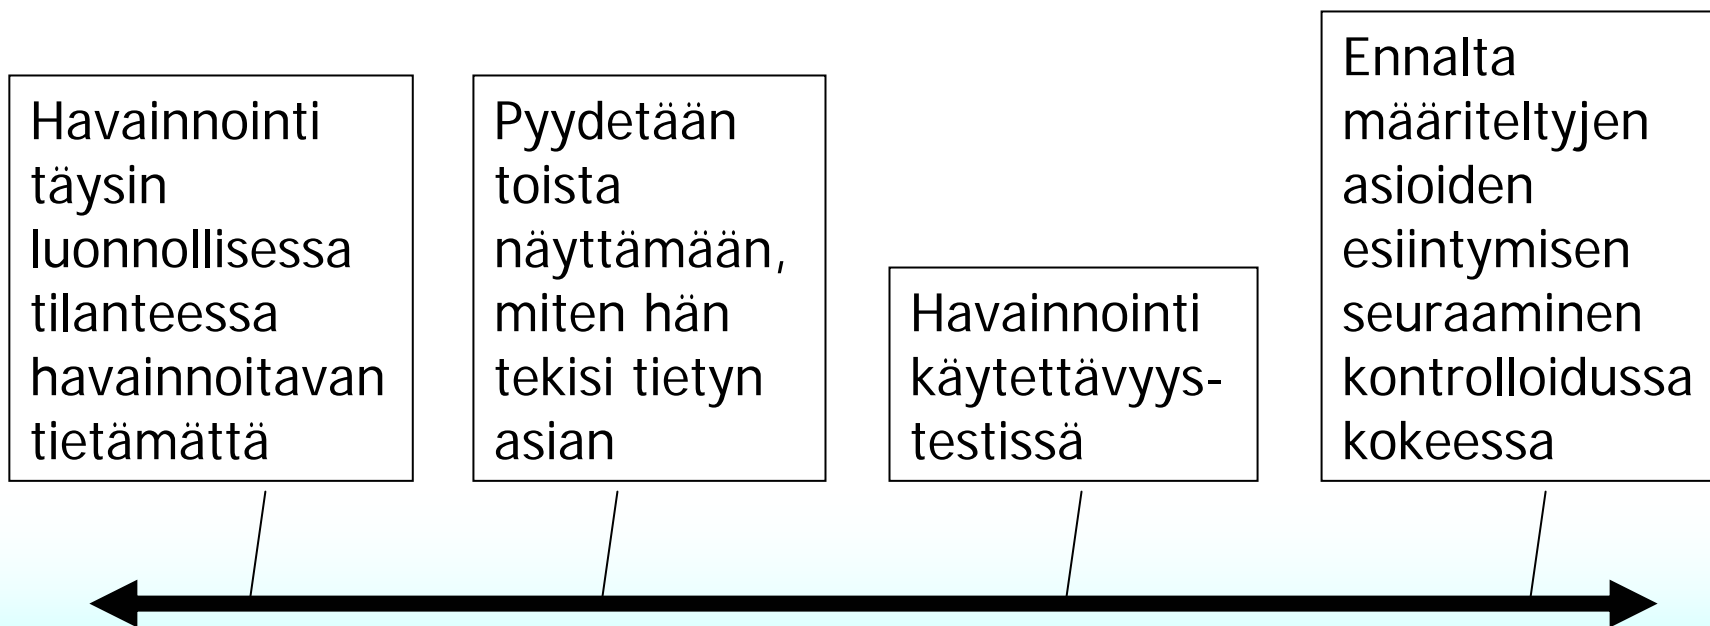 Havainnointi
täysin
luonnollisessa
tilanteessa
havainnoitavan
tietämättä
Pyydetään
toista
näyttämään,
miten hän
tekisi tietyn
asian
Havainnointi
käytettävyys-
testissä
Ennalta
määriteltyjen
asioiden
esiintymisen
seuraaminen
kontrolloidussa
kokeessa